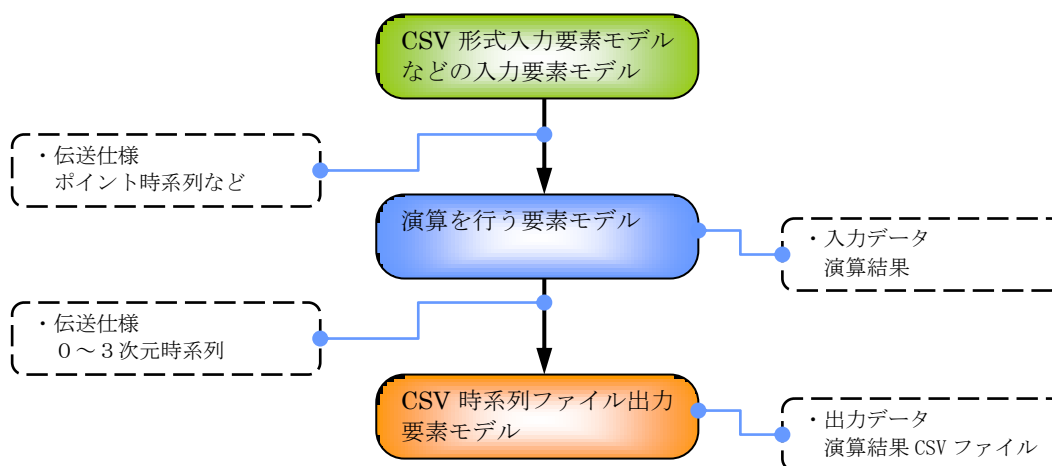 CSV 形式入力要素モデル
などの入力要素モデル
・伝送仕様
ポイント時系列など
演算を行う要素モデル
・入力データ
演算結果
・伝送仕様
０～３次元時系列
CSV 時系列ファイル出力
要素モデル
・出力データ
演算結果 CSV ファイル